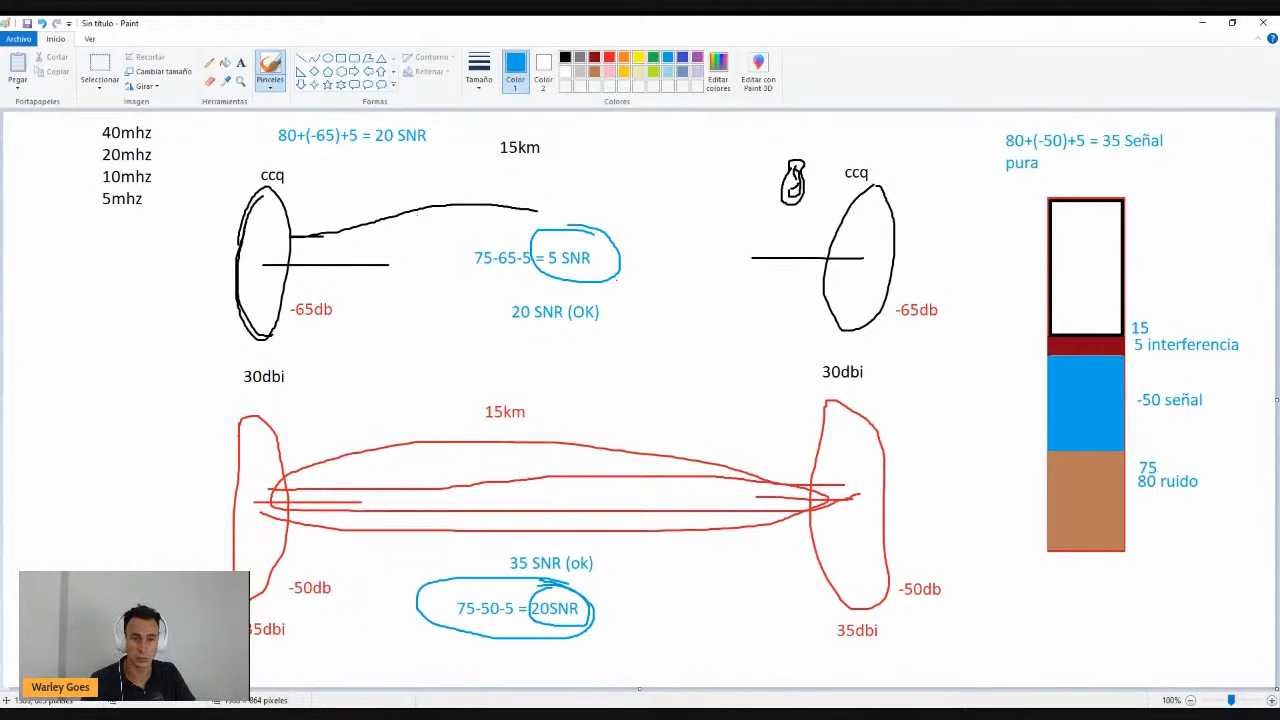 Sin título - Paint
Archivo
Inicio
Ver
Pegar
Cortar
Copiar
Portapapeles
Seleccionar
Recortar
Cambiar tamaño
Girar
Imagen
A
Herramientas
Pinceles
Contorno
Rellenar
Formas
Tamaño
Color
1
Color
2
Editar
colores
Editar con
Paint 3D
Colores
40mhz
20mhz
10mhz
5mhz
80+(-65)+5 = 20 SNR
15km
ccq
ccq
80+(-50)+5 = 35 Señal
pura
75-65-5 = 5 SNR
-65db
20 SNR (OK)
-65db
30dbi
30dbi
15
5 interferencia
-50 señal
75
80 ruido
15km
35 SNR (ok)
-50db
75-50-5 = 20SNR
-50db
35dbi
35dbi
Warley Goes
100%